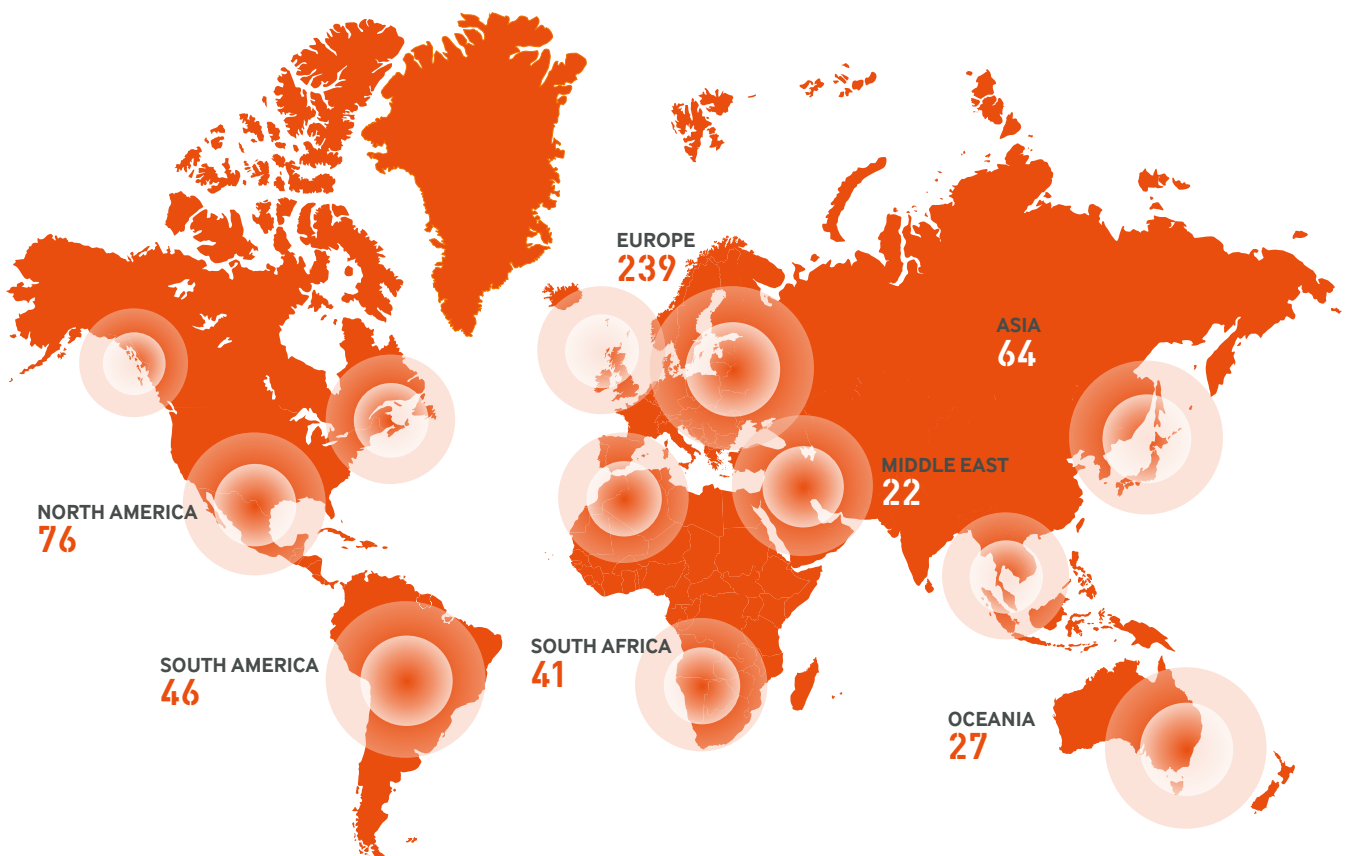 EUROPE
239
ASIA
64
MIDDLE EAST
22
NORTH AMERICA
76
SOUTH AFRICA
41
SOUTH AMERICA
46
OCEANIA
27